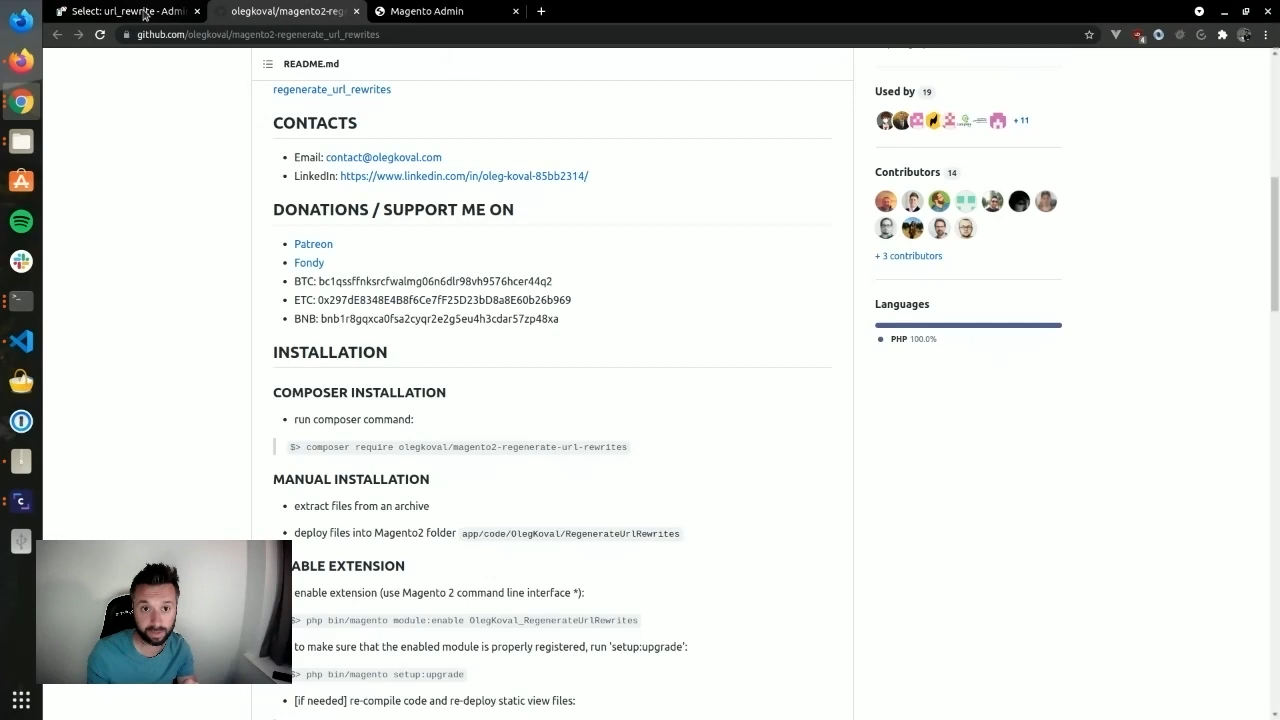 Select: url_rewrite - Admi
olegkoval/magento2-reg
Magento Admin
github.com/olegkoval/magento2-regenerate_url_rewrites
README.md
regenerate_url_rewrites
CONTACTS
Email: contact@olegkoval.com
LinkedIn: https://www.linkedin.com/in/oleg-koval-85bb2314/
DONATIONS / SUPPORT ME ON
Patreon
Fondy
BTC: bc1qssffnksrcfwalmg06n6dlr98vh9576hcer44q2
ETC: 0x297dE8348E4B8f6Ce7fF25D23bD8a8E60b26b969
BNB: bnb1r8gqxca0fsa2cyqr2e2g5eu4h3cdar57zp48xa
INSTALLATION
COMPOSER INSTALLATION
run composer command:
$> composer require olegkoval/magento2-regenerate-url-rewrites
MANUAL INSTALLATION
extract files from an archive
deploy files into Magento2 folder app/code/OlegKoval/RegenerateUrlRewrites
ABLE EXTENSION
enable extension (use Magento 2 command line interface *):
$> php bin/magento module:enable OlegKoval_RegenerateUrlRewrites
to make sure that the enabled module is properly registered, run 'setup:upgrade':
$> php bin/magento setup:upgrade
[if needed] re-compile code and re-deploy static view files:
Used by 19
+ 11
Contributors 14
+ 3 contributors
Languages
PHP 100.0%